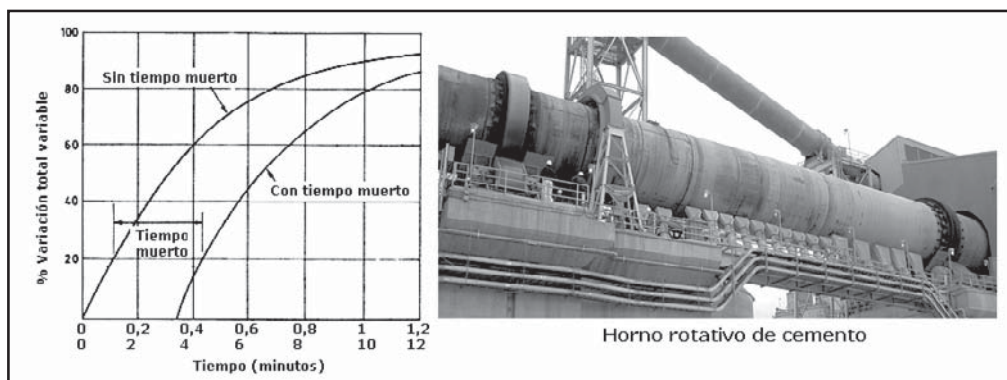 % Variación total variable
100
80
60
40
20
0
Sin tiempo muerto
Con tiempo muerto
Tiempo
muerto
0 0,2 0,4 0,6 0,8 1 1,2
0 2 4 6 8 10 12
Tiempo (minutos)
Horno rotativo de cemento